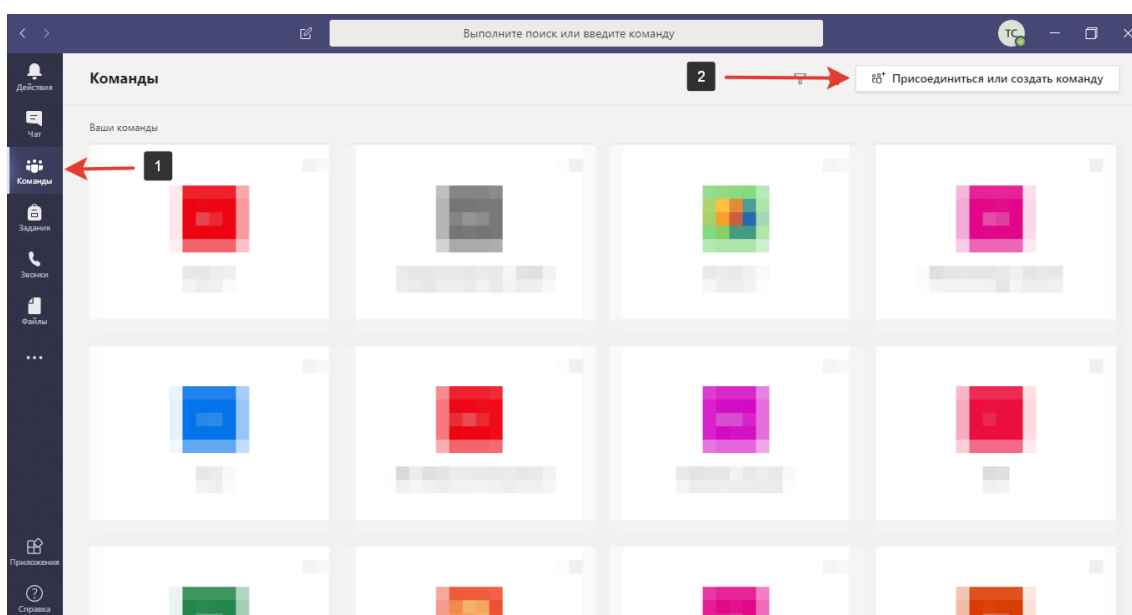 Выполните поиск или введите команду
TC
Действия
Чат
Команды
Задания
Звонки
Файлы
Приложения
Справка
Команды
2
Присоединиться или создать команду
Ваши команды
1